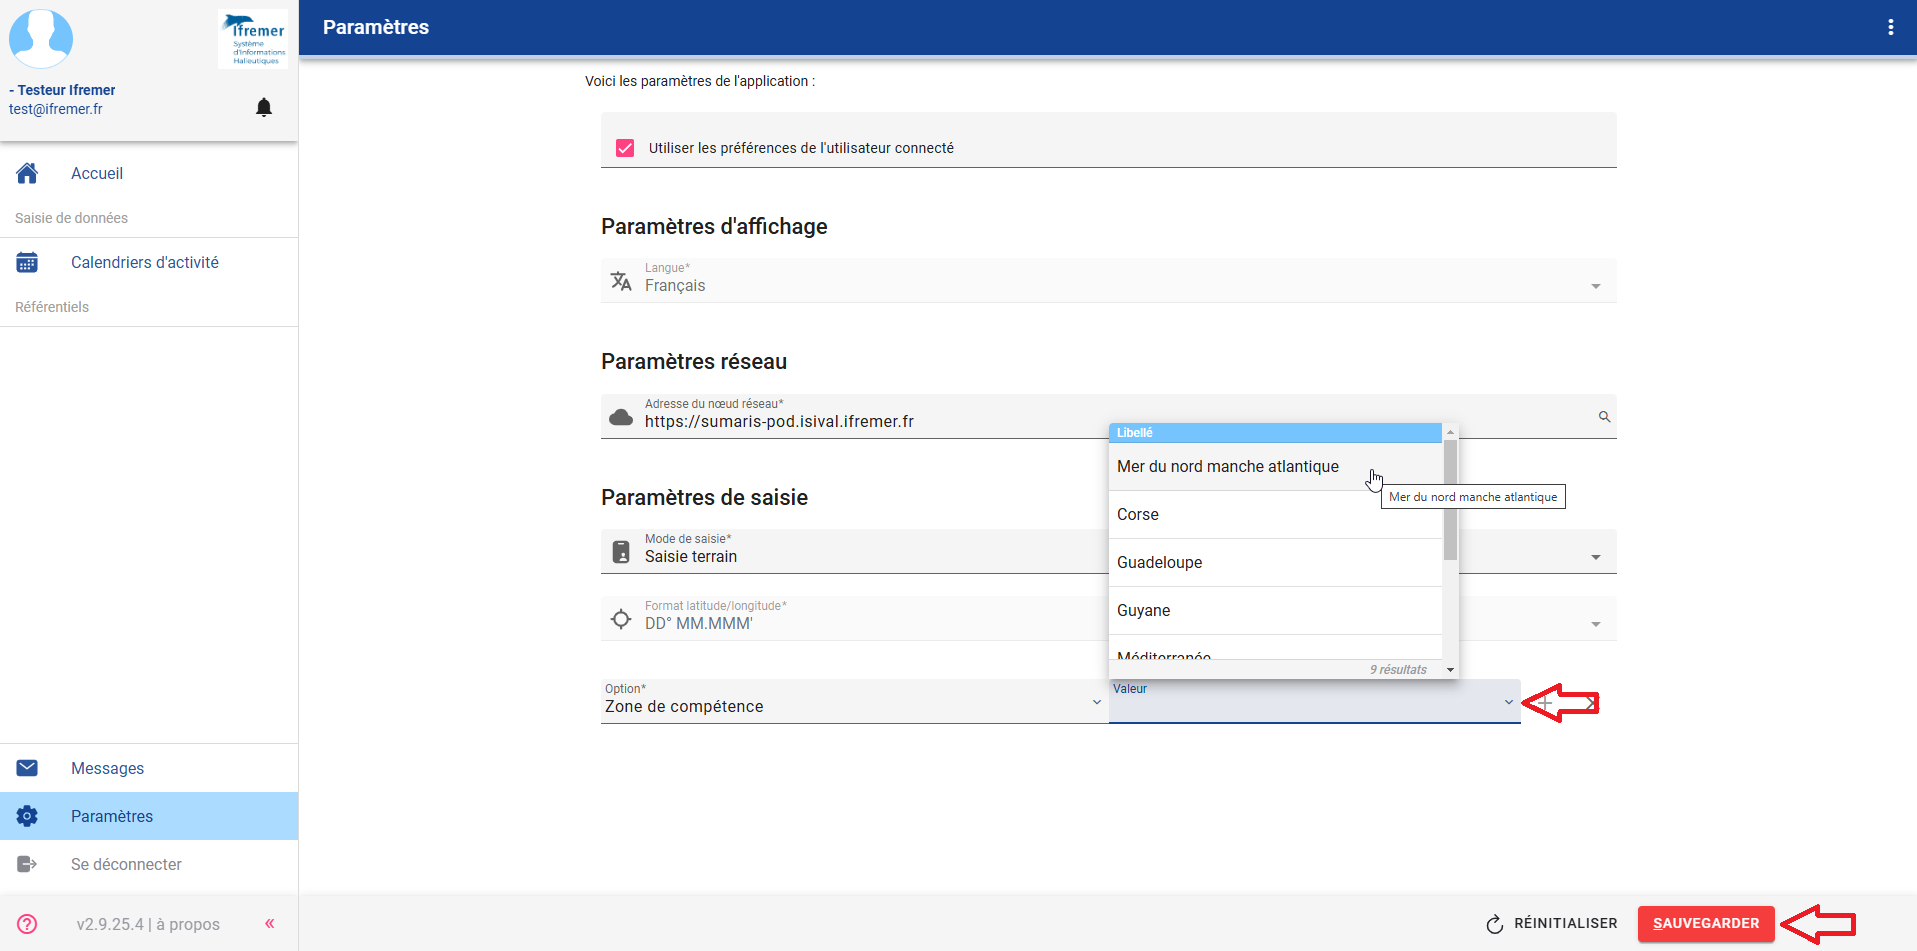 Ifremer
Système
d'Informations
Halieutiques
- Testeur Ifremer
test@ifremer.fr
Accueil
Saisie de données
Calendriers d'activité
Référentiels
Messages
Paramètres
Se déconnecter
v2.9.25.4 | à propos
«
Paramètres
Voici les paramètres de l'application :
Utiliser les préférences de l'utilisateur connecté
Paramètres d'affichage
Langue*
Français
Paramètres réseau
Adresse du nœud réseau*
https://sumaris-pod.isival.ifremer.fr
Libellé
Mer du nord manche atlantique
Mer du nord manche atlantique
Corse
Guadeloupe
Guyane
Méditerranée
9 résultats
Paramètres de saisie
Mode de saisie*
Saisie terrain
Format latitude/longitude*
DD° MM.MMM'
Option*
Zone de compétence
Valeur
RÉINITIALISER
SAUVEGARDER